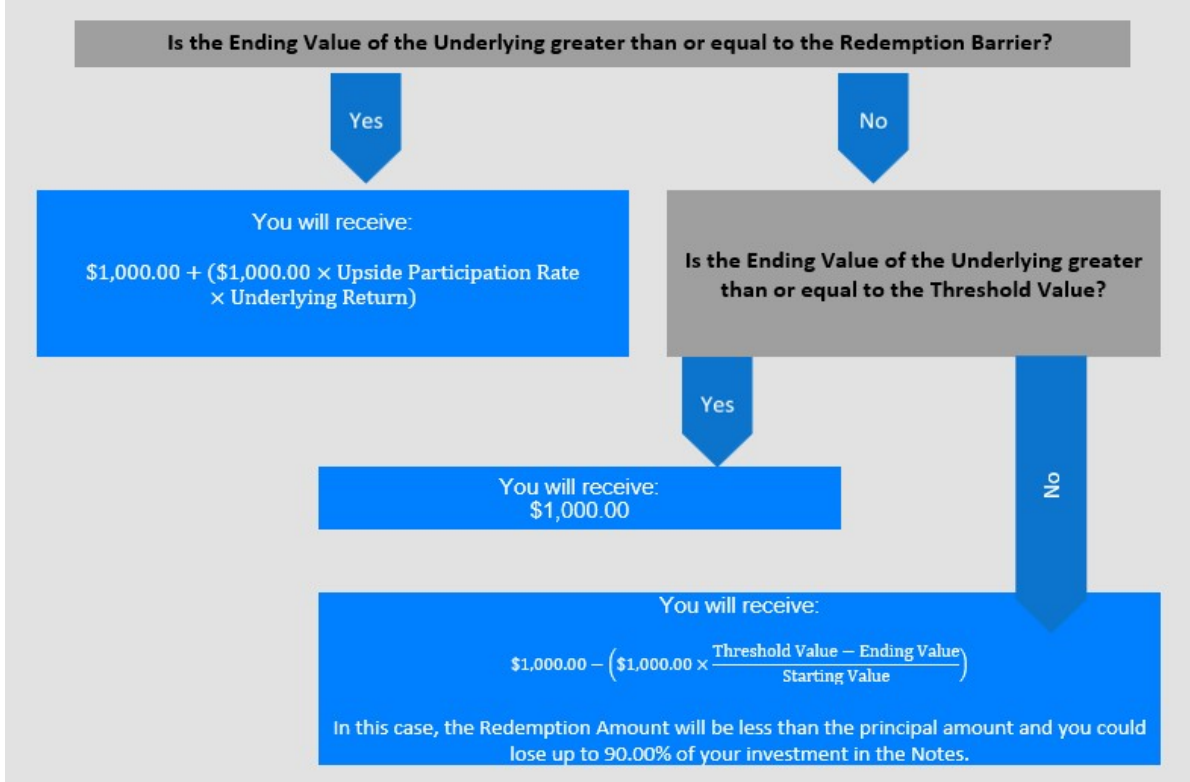 Is the Ending Value of the Underlying greater than or equal to the Redemption Barrier?
Yes
No
You will receive:
$1,000.00 + ($1,000.00 × Upside Participation Rate
× Underlying Return)
Is the Ending Value of the Underlying greater
than or equal to the Threshold Value?
Yes
No
You will receive:
$1,000.00
You will receive:
$1,000.00 − ($1,000.00 × (Threshold Value − Ending Value) / Starting Value)
In this case, the Redemption Amount will be less than the principal amount and you could
lose up to 90.00% of your investment in the Notes.